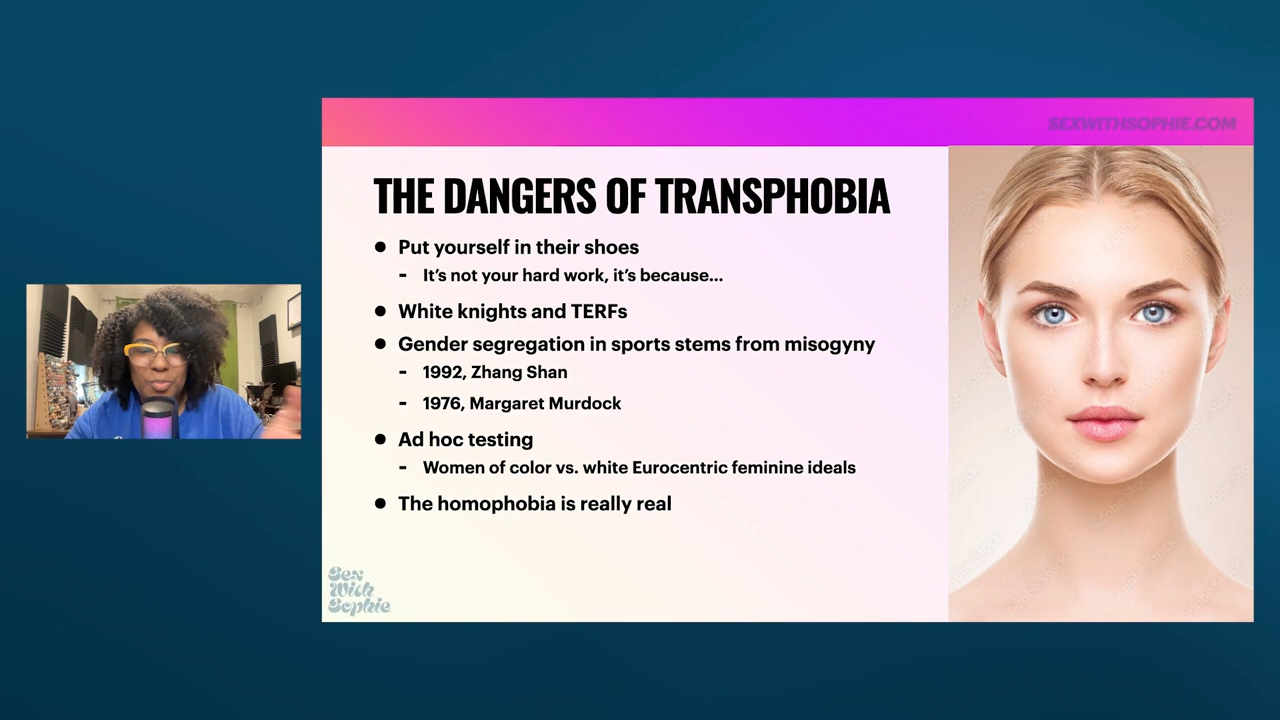 SEXWITHSOPHIE.COM
THE DANGERS OF TRANSPHOBIA
● Put yourself in their shoes
- It’s not your hard work, it’s because...
● White knights and TERFs
● Gender segregation in sports stems from misogyny
- 1992, Zhang Shan
- 1976, Margaret Murdock
● Ad hoc testing
- Women of color vs. white Eurocentric feminine ideals
● The homophobia is really real
Sex
With
Sophie